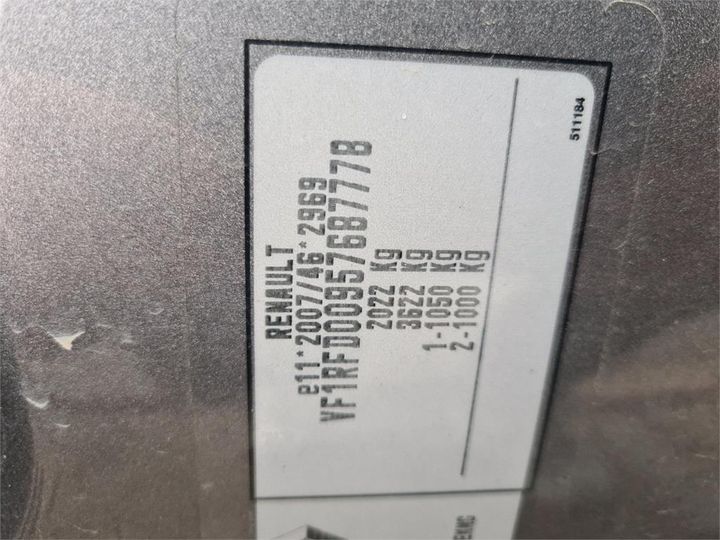 RENAULT
e11*2007/46*2969
VF1RFD00957687778
2022 Kg
3622 Kg
1-1050 Kg
2-1000 Kg
511184